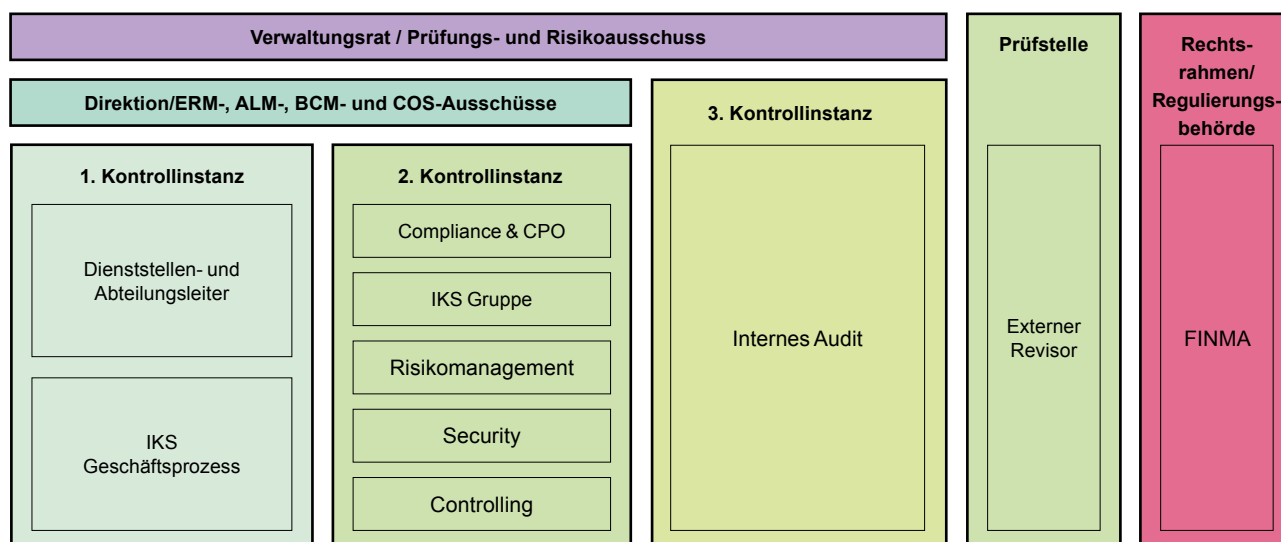 Verwaltungsrat / Prüfungs- und Risikoausschuss
Direktion/ERM-, ALM-, BCM- und COS-Ausschüsse
1. Kontrollinstanz
Dienststellen- und
Abteilungsleiter
IKS
Geschäftsprozess
2. Kontrollinstanz
Compliance & CPO
IKS Gruppe
Risikomanagement
Security
Controlling
3. Kontrollinstanz
Internes Audit
Prüfstelle
Externer
Revisor
Rechts-
rahmen/
Regulierungs-
behörde
FINMA